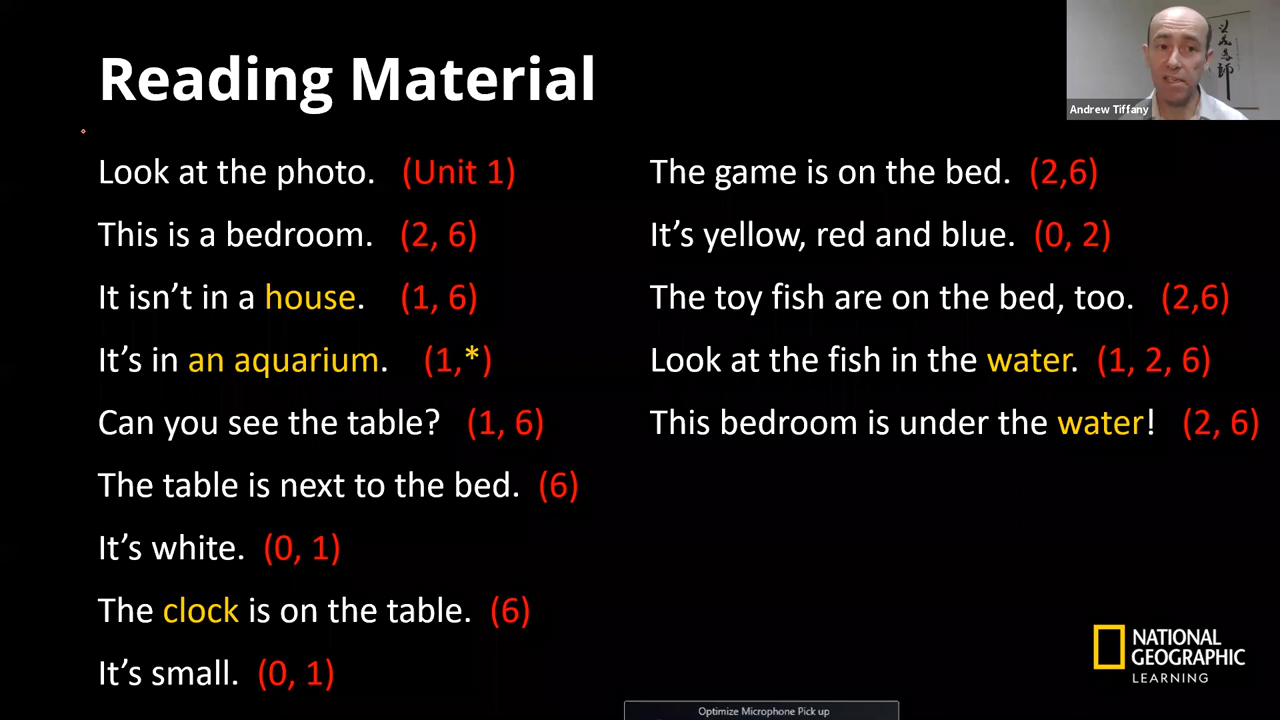 Reading Material
Look at the photo. (Unit 1)
This is a bedroom. (2, 6)
It isn’t in a house. (1, 6)
It’s in an aquarium. (1,*)
Can you see the table? (1, 6)
The table is next to the bed. (6)
It’s white. (0, 1)
The clock is on the table. (6)
It’s small. (0, 1)
The game is on the bed. (2,6)
It’s yellow, red and blue. (0, 2)
The toy fish are on the bed, too. (2,6)
Look at the fish in the water. (1, 2, 6)
This bedroom is under the water! (2, 6)
Andrew Tiffany
NATIONAL
GEOGRAPHIC
LEARNING
Optimize Microphone Pick up